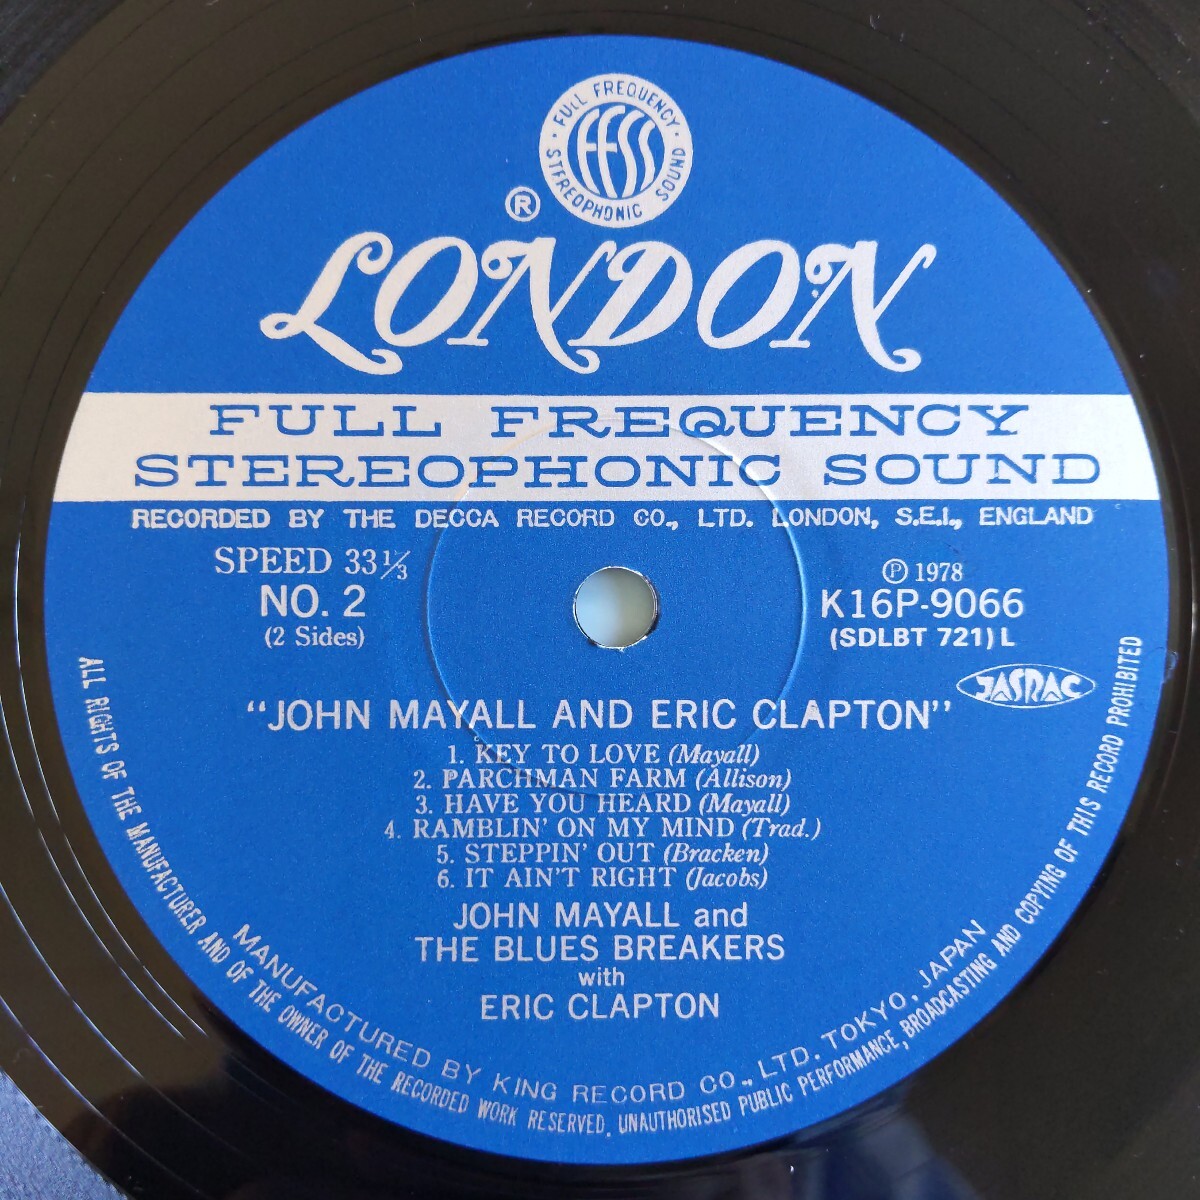 FULL FREQUENCY
FFSS
STEREOPHONIC SOUND
®
LONDON
FULL FREQUENCY
STEREOPHONIC SOUND
RECORDED BY THE DECCA RECORD CO., LTD. LONDON, S.E.I., ENGLAND
SPEED 33⅓
NO. 2
(2 Sides)
℗ 1978
K16P-9066
(SDLBT 721) L
JASRAC
"JOHN MAYALL AND ERIC CLAPTON"
1. KEY TO LOVE (Mayall)
2. PARCHMAN FARM (Allison)
3. HAVE YOU HEARD (Mayall)
4. RAMBLIN' ON MY MIND (Trad.)
5. STEPPIN' OUT (Bracken)
6. IT AIN'T RIGHT (Jacobs)
JOHN MAYALL and
THE BLUES BREAKERS
with
ERIC CLAPTON
MANUFACTURED BY KING RECORD CO., LTD. TOKYO, JAPAN
ALL RIGHTS OF THE MANUFACTURER AND OF THE OWNER OF THE RECORDED WORK RESERVED. UNAUTHORISED PUBLIC PERFORMANCE, BROADCASTING AND COPYING OF THIS RECORD PROHIBITED